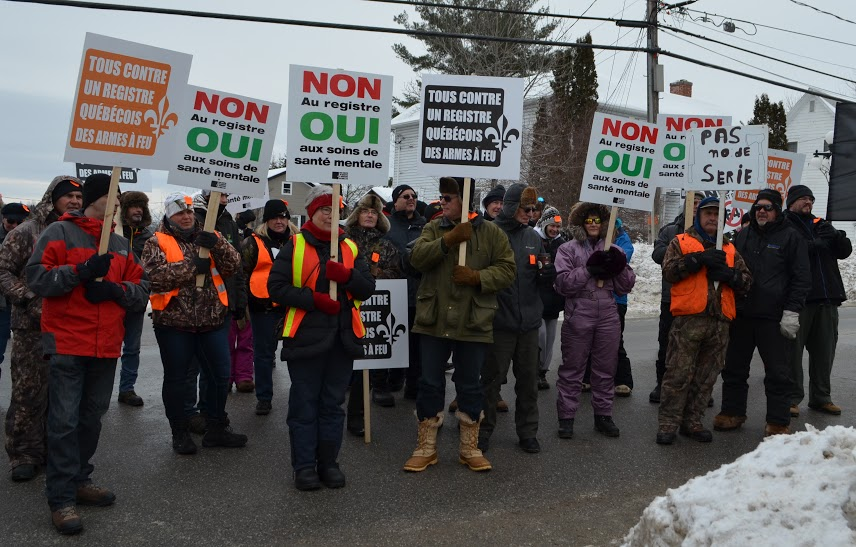 TOUS CONTRE
UN REGISTRE
QUÉBÉCOIS
DES ARMES À FEU
NON
Au registre
OUI
aux soins de
santé mentale
NON
Au registre
OUI
aux soins de
santé mentale
TOUS CONTRE
UN REGISTRE
QUÉBÉCOIS
DES ARMES À FEU
NON
Au registre
OUI
aux soins de
santé mentale
NON
PAS
no DE
SERIE